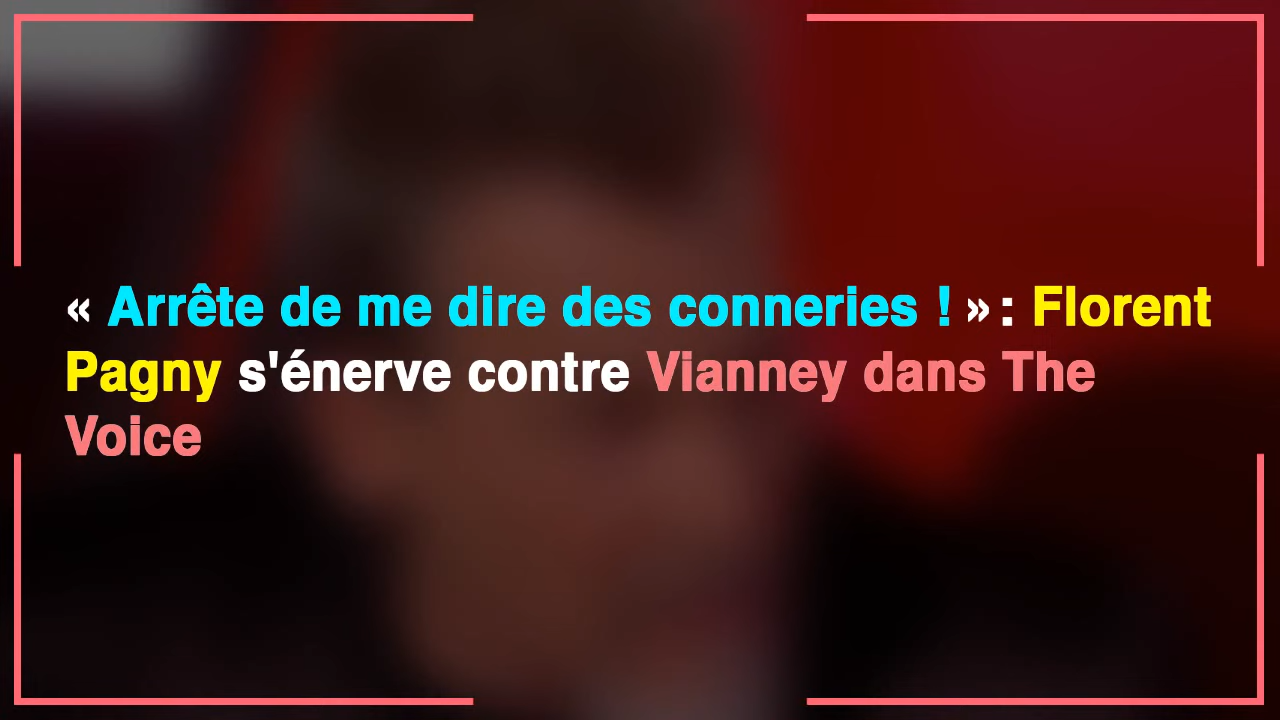 « Arrête de me dire des conneries ! » : Florent
Pagny s'énerve contre Vianney dans The
Voice